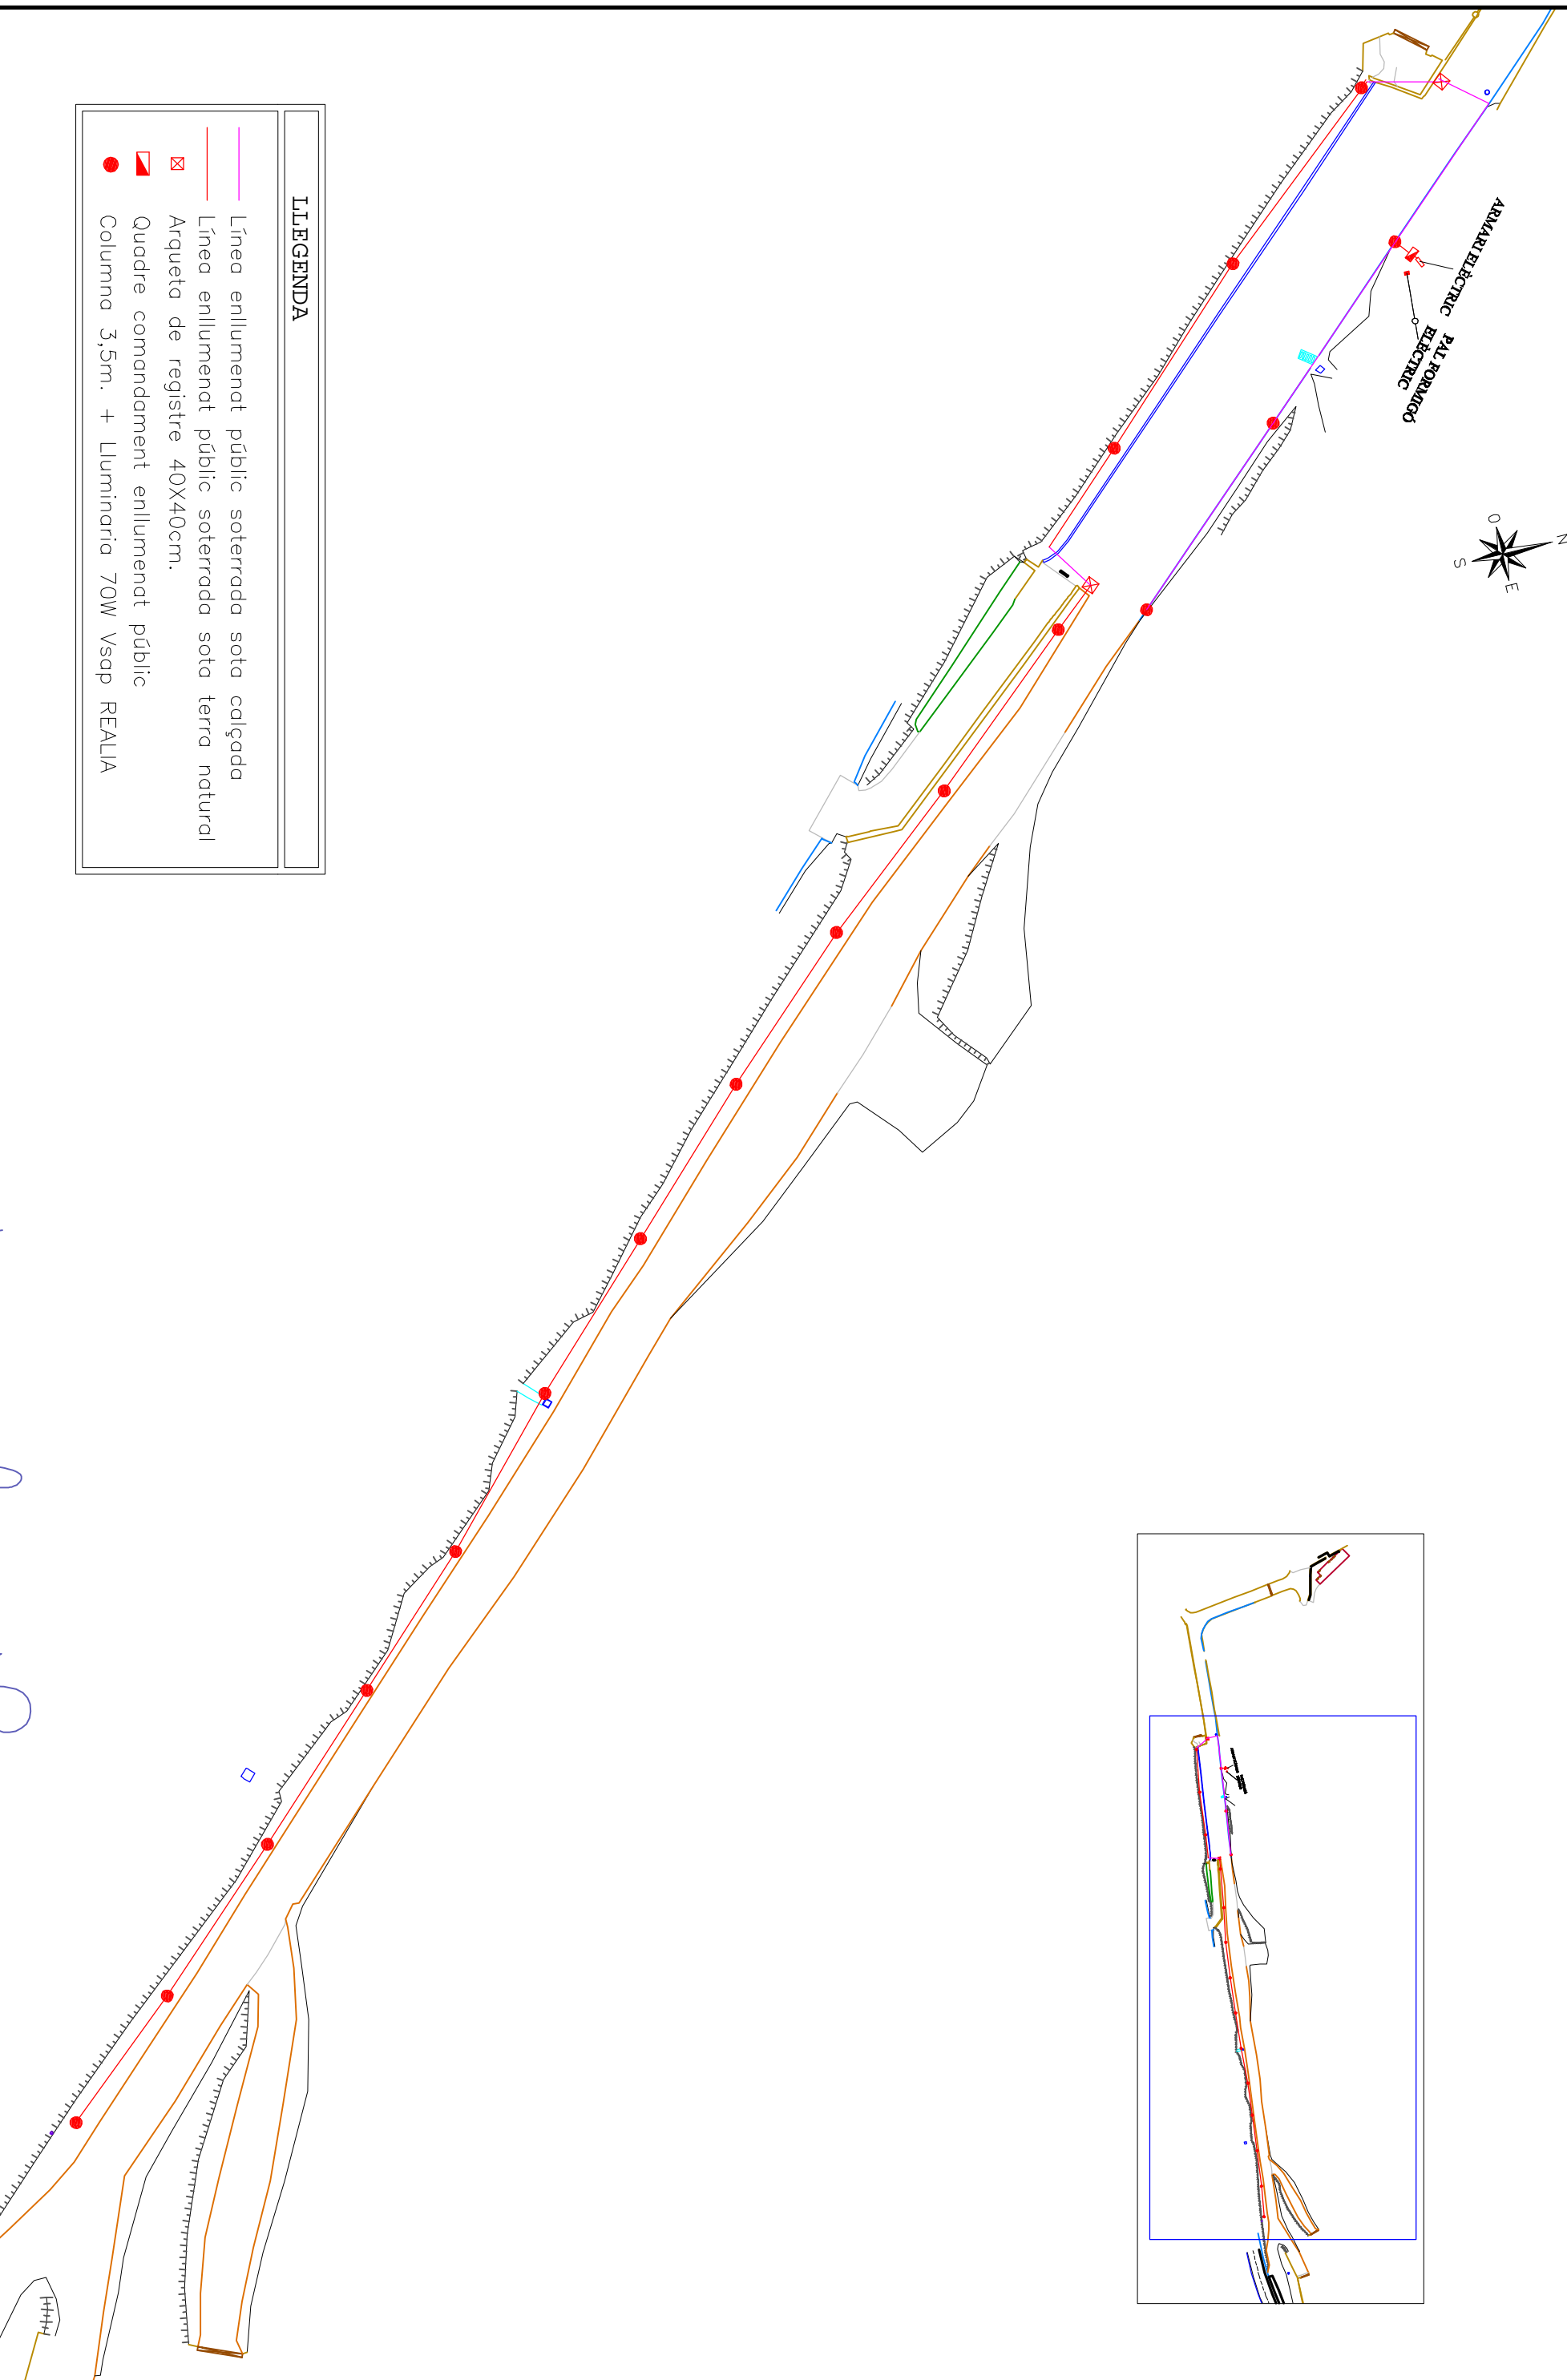 LLEGENDA
Línea enllumenat públic soterrada sota calçada
Línea enllumenat públic soterrada sota terra natural
Arqueta de registre 40X40cm.
Quadre comandament enllumenat públic
Columna 3,5m. + Lluminaria 70W Vsap REALIA
ARMARI ELÈCTRIC
PAL FORMIGÓ
ELÈCTRIC
N
O
E
S